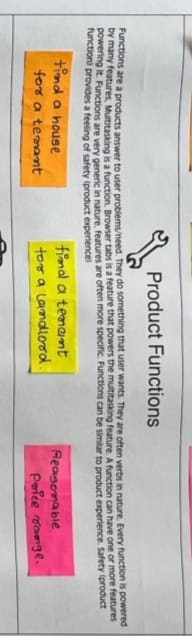 Product Functions
Functions are a products answer to user problems/need. They do something that user wants. They are often verbs in nature. Every function is powered
by many features. Multitasking is a function. Browser tabs is a feature that powers the multitasking feature. A function can have one or more features
powering it. Functions are very generic in nature. Features are often more specific. Functions can be similar to product experience. Safety (product
function) provides a feeling of safety (product experience)
find a house
for a tenant
find a tenant
for a landlord.
Reasonable
price range.